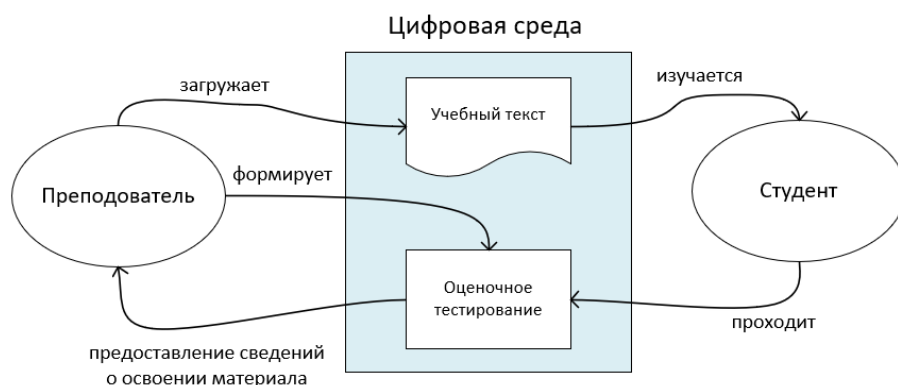 Цифровая среда
загружает
изучается
Учебный текст
формирует
Преподователь
Студент
Оценочное
тестирование
проходит
предоставление сведений
о освоении материала